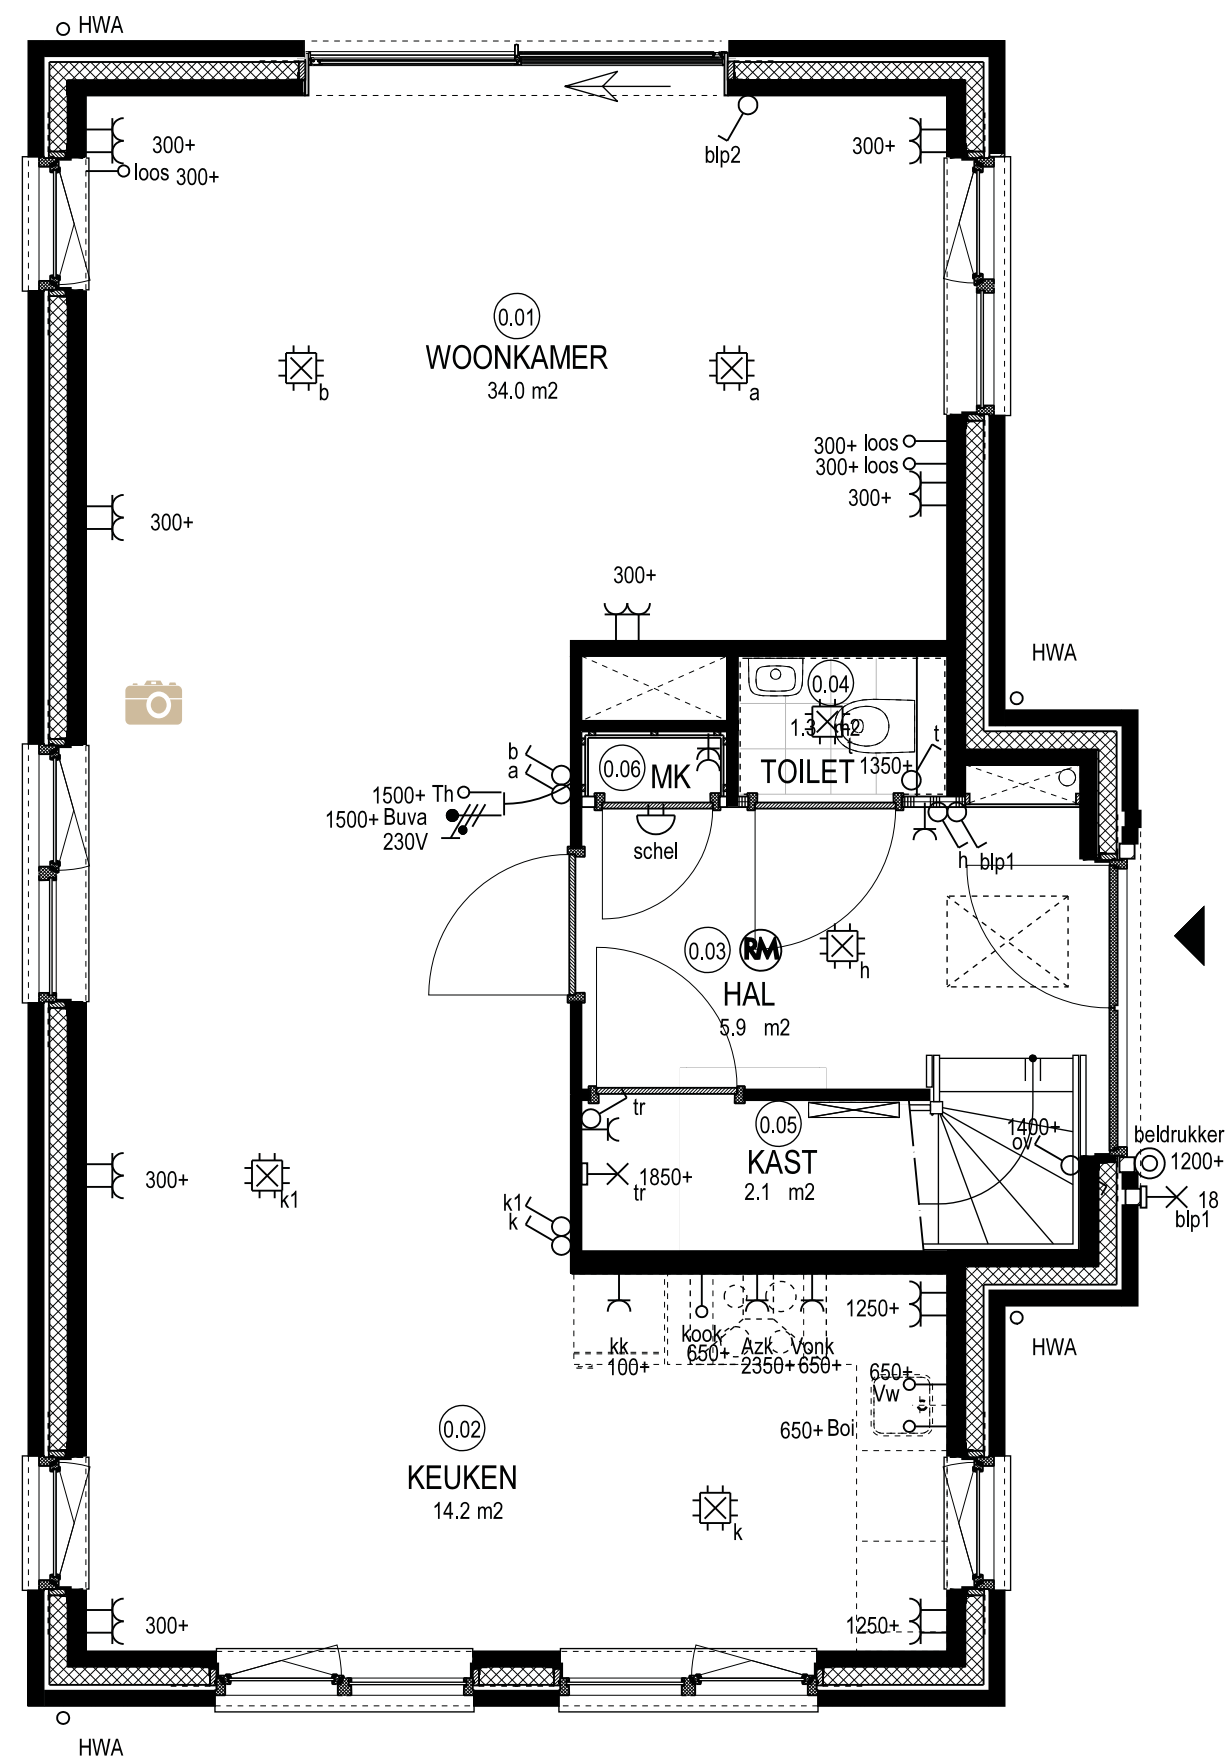 HWA
blp2
300+
300+
loos 300+
0.01
WOONKAMER
34.0 m2
b
a
300+ loos
300+ loos
300+
300+
300+
HWA
0.04
m2
t
t
TOILET
1350+
0.06
MK
b
a
1500+ Th
1500+ Buva
230V
schel
h
blp1
0.03
RM
h
HAL
5.9 m2
tr
0.05
KAST
2.1 m2
1850+
tr
1400+
ov
beldrukker
1200+
18
blp1
300+
k1
k1
k
1250+
kk
100+
kook
650+
Azk
2350+
Vonk
650+
650+
Vw
650+ Boi
HWA
0.02
KEUKEN
14.2 m2
k
300+
1250+
HWA